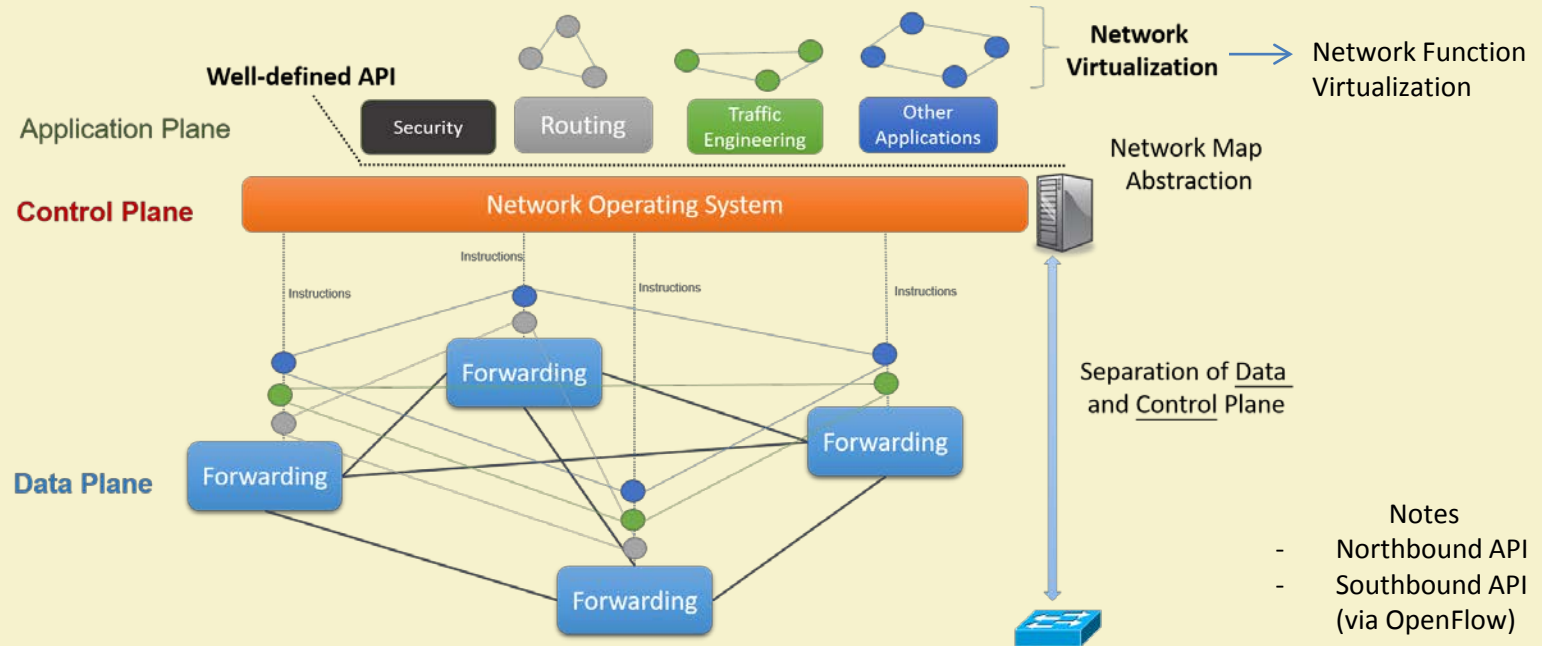 Network
Virtualization
Network Function
Virtualization
Well-defined API
Application Plane
Security
Routing
Traffic
Engineering
Other
Applications
Network Map
Abstraction
Control Plane
Network Operating System
Instructions
Instructions
Instructions
Instructions
Forwarding
Forwarding
Separation of Data
and Control Plane
Data Plane
Forwarding
Forwarding
Notes
- Northbound API
- Southbound API
(via OpenFlow)